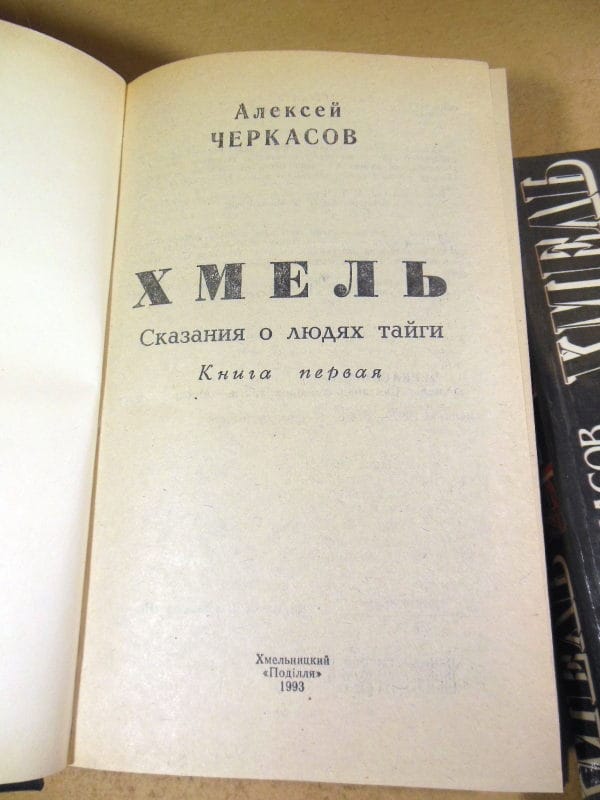 Алексей
ЧЕРКАСОВ
ХМЕЛЬ
Сказания о людях тайги
Книга первая
Хмельницкий
«Поділля»
1993
ХМЕЛЬ